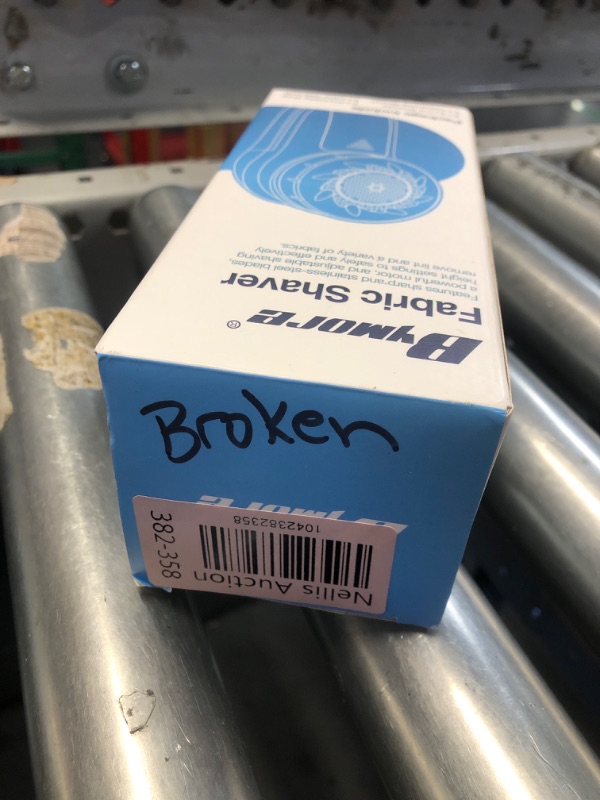 Bymore®
Fabric Shaver
Features sharp and stainless-steel blades,
a powerful motor, and adjustable shaving
height settings to safely and effectively
remove lint and a variety of fabrics.
Broken
Bymore
Nellis Auction
1042382358
382-358